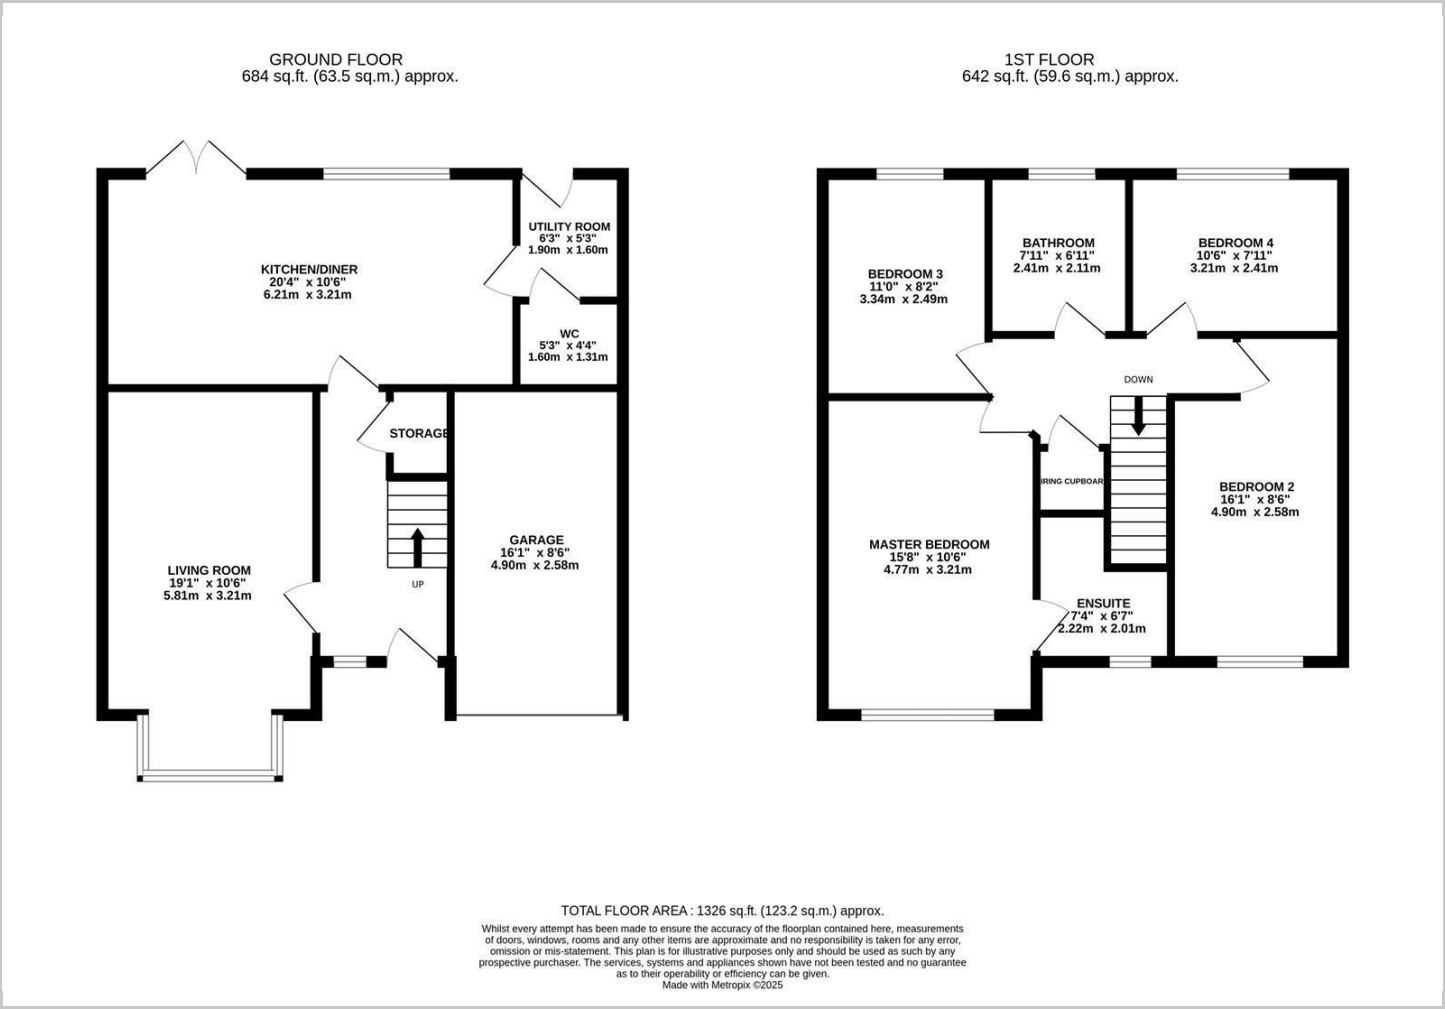 GROUND FLOOR
684 sq.ft. (63.5 sq.m.) approx.
KITCHEN/DINER
20'4" x 10'6"
6.21m x 3.21m
UTILITY ROOM
6'3" x 5'3"
1.90m x 1.60m
WC
5'3" x 4'4"
1.60m x 1.31m
STORAGE
LIVING ROOM
19'1" x 10'6"
5.81m x 3.21m
UP
GARAGE
16'1" x 8'6"
4.90m x 2.58m
1ST FLOOR
642 sq.ft. (59.6 sq.m.) approx.
BEDROOM 3
11'0" x 8'2"
3.34m x 2.49m
BATHROOM
7'11" x 6'11"
2.41m x 2.11m
BEDROOM 4
10'6" x 7'11"
3.21m x 2.41m
DOWN
IRING CUPBOAR
BEDROOM 2
16'1" x 8'6"
4.90m x 2.58m
MASTER BEDROOM
15'8" x 10'6"
4.77m x 3.21m
ENSUITE
7'4" x 6'7"
2.22m x 2.01m
TOTAL FLOOR AREA : 1326 sq.ft. (123.2 sq.m.) approx.
Whilst every attempt has been made to ensure the accuracy of the floorplan contained here, measurements
of doors, windows, rooms and any other items are approximate and no responsibility is taken for any error,
omission or mis-statement. This plan is for illustrative purposes only and should be used as such by any
prospective purchaser. The services, systems and appliances shown have not been tested and no guarantee
as to their operability or efficiency can be given.
Made with Metropix ©2025